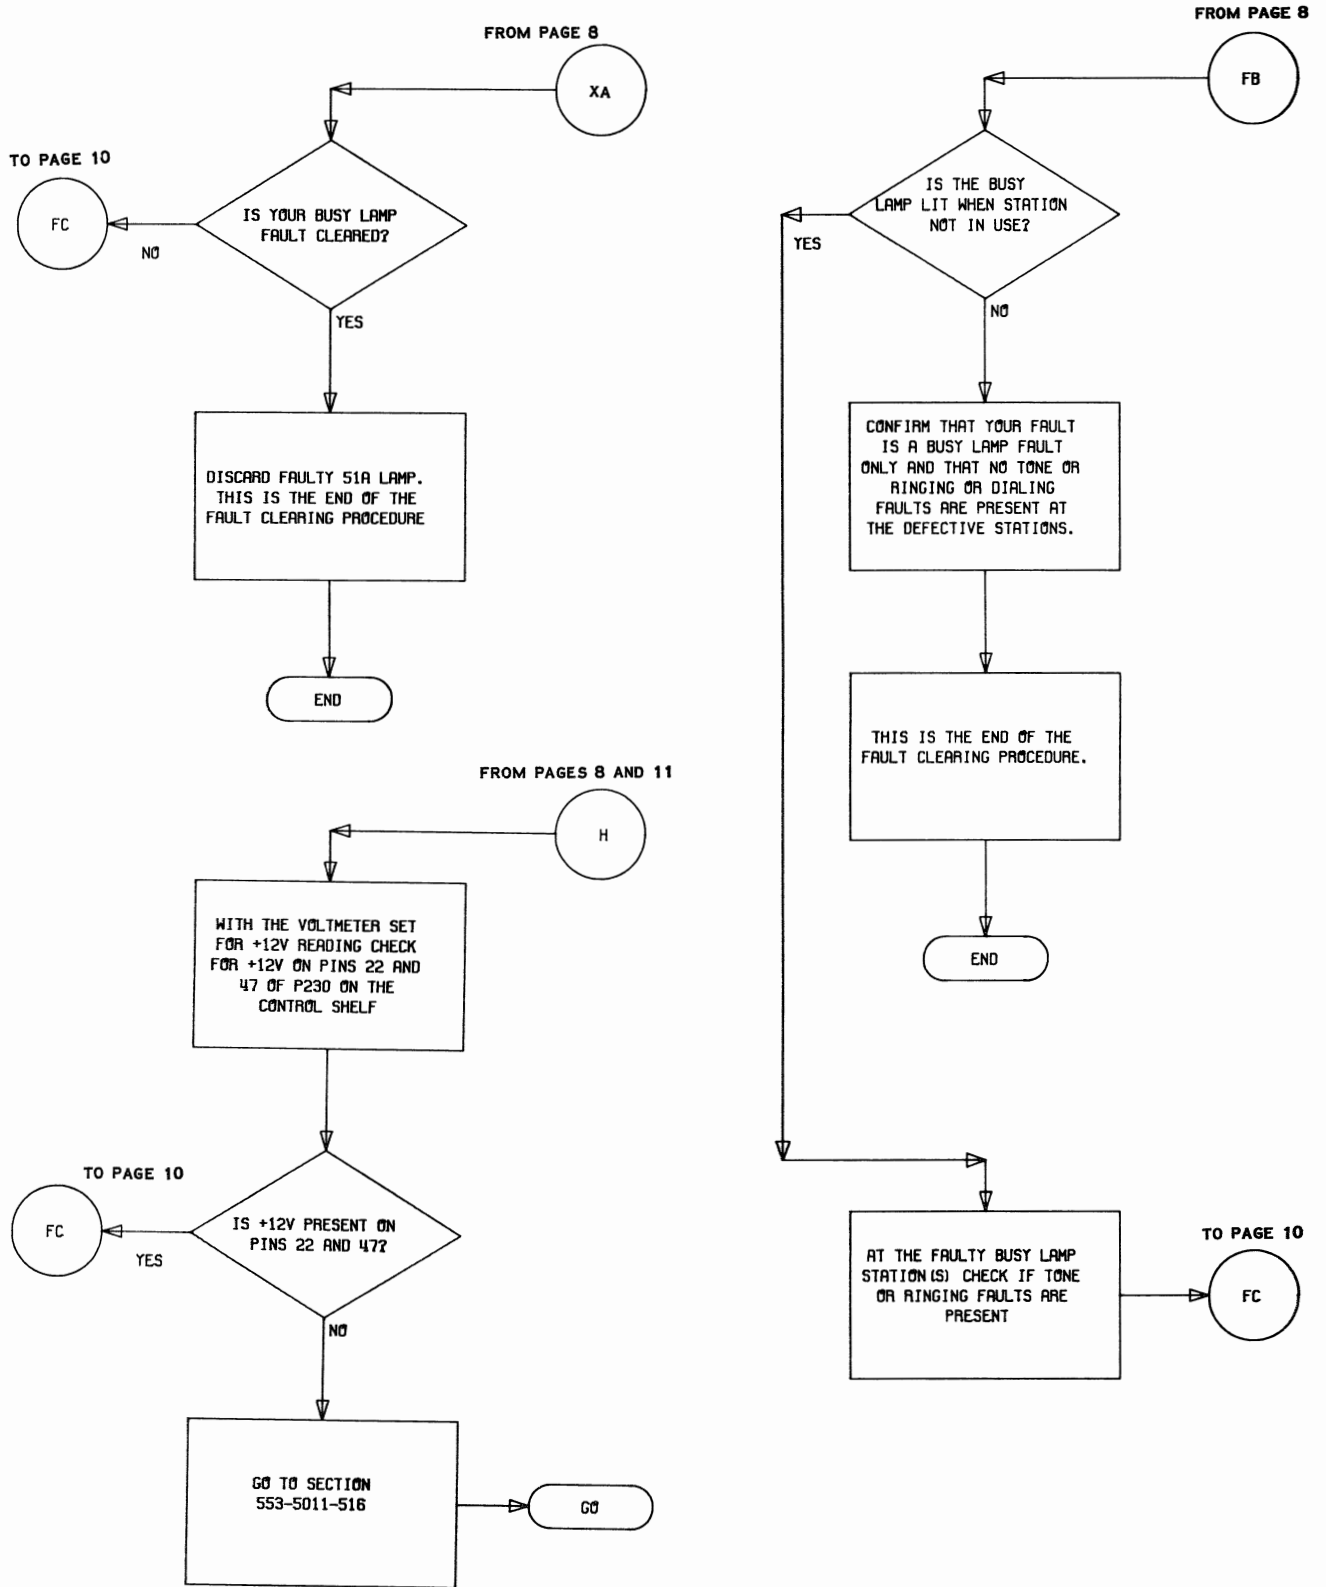 FROM PAGE 8
XA
TO PAGE 10
FC
NO
IS YOUR BUSY LAMP
FAULT CLEARED?
YES
DISCARD FAULTY 51A LAMP.
THIS IS THE END OF THE
FAULT CLEARING PROCEDURE
END
FROM PAGES 8 AND 11
H
WITH THE VOLTMETER SET
FOR +12V READING CHECK
FOR +12V ON PINS 22 AND
47 OF P230 ON THE
CONTROL SHELF
TO PAGE 10
FC
YES
IS +12V PRESENT ON
PINS 22 AND 47?
NO
GO TO SECTION
553-5011-516
GO
FROM PAGE 8
FB
IS THE BUSY
LAMP LIT WHEN STATION
NOT IN USE?
YES
NO
CONFIRM THAT YOUR FAULT
IS A BUSY LAMP FAULT
ONLY AND THAT NO TONE OR
RINGING OR DIALING
FAULTS ARE PRESENT AT
THE DEFECTIVE STATIONS.
THIS IS THE END OF THE
FAULT CLEARING PROCEDURE.
END
AT THE FAULTY BUSY LAMP
STATION(S) CHECK IF TONE
OR RINGING FAULTS ARE
PRESENT
TO PAGE 10
FC